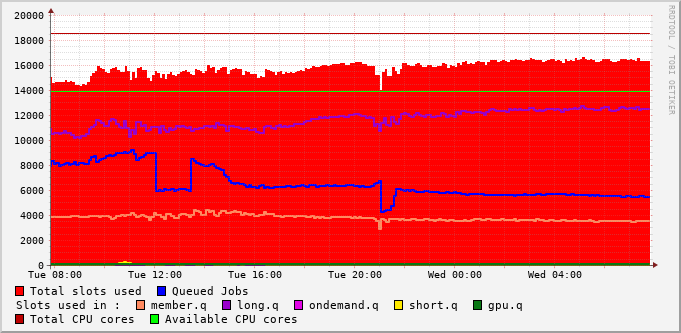 20000
18000
16000
14000
12000
10000
8000
6000
4000
2000
0
Tue 08:00 Tue 12:00 Tue 16:00 Tue 20:00 Wed 00:00 Wed 04:00
Total slots used Queued Jobs
Slots used in : member.q long.q ondemand.q short.q gpu.q
Total CPU cores Available CPU cores
RRDTOOL / TOBI OETIKER